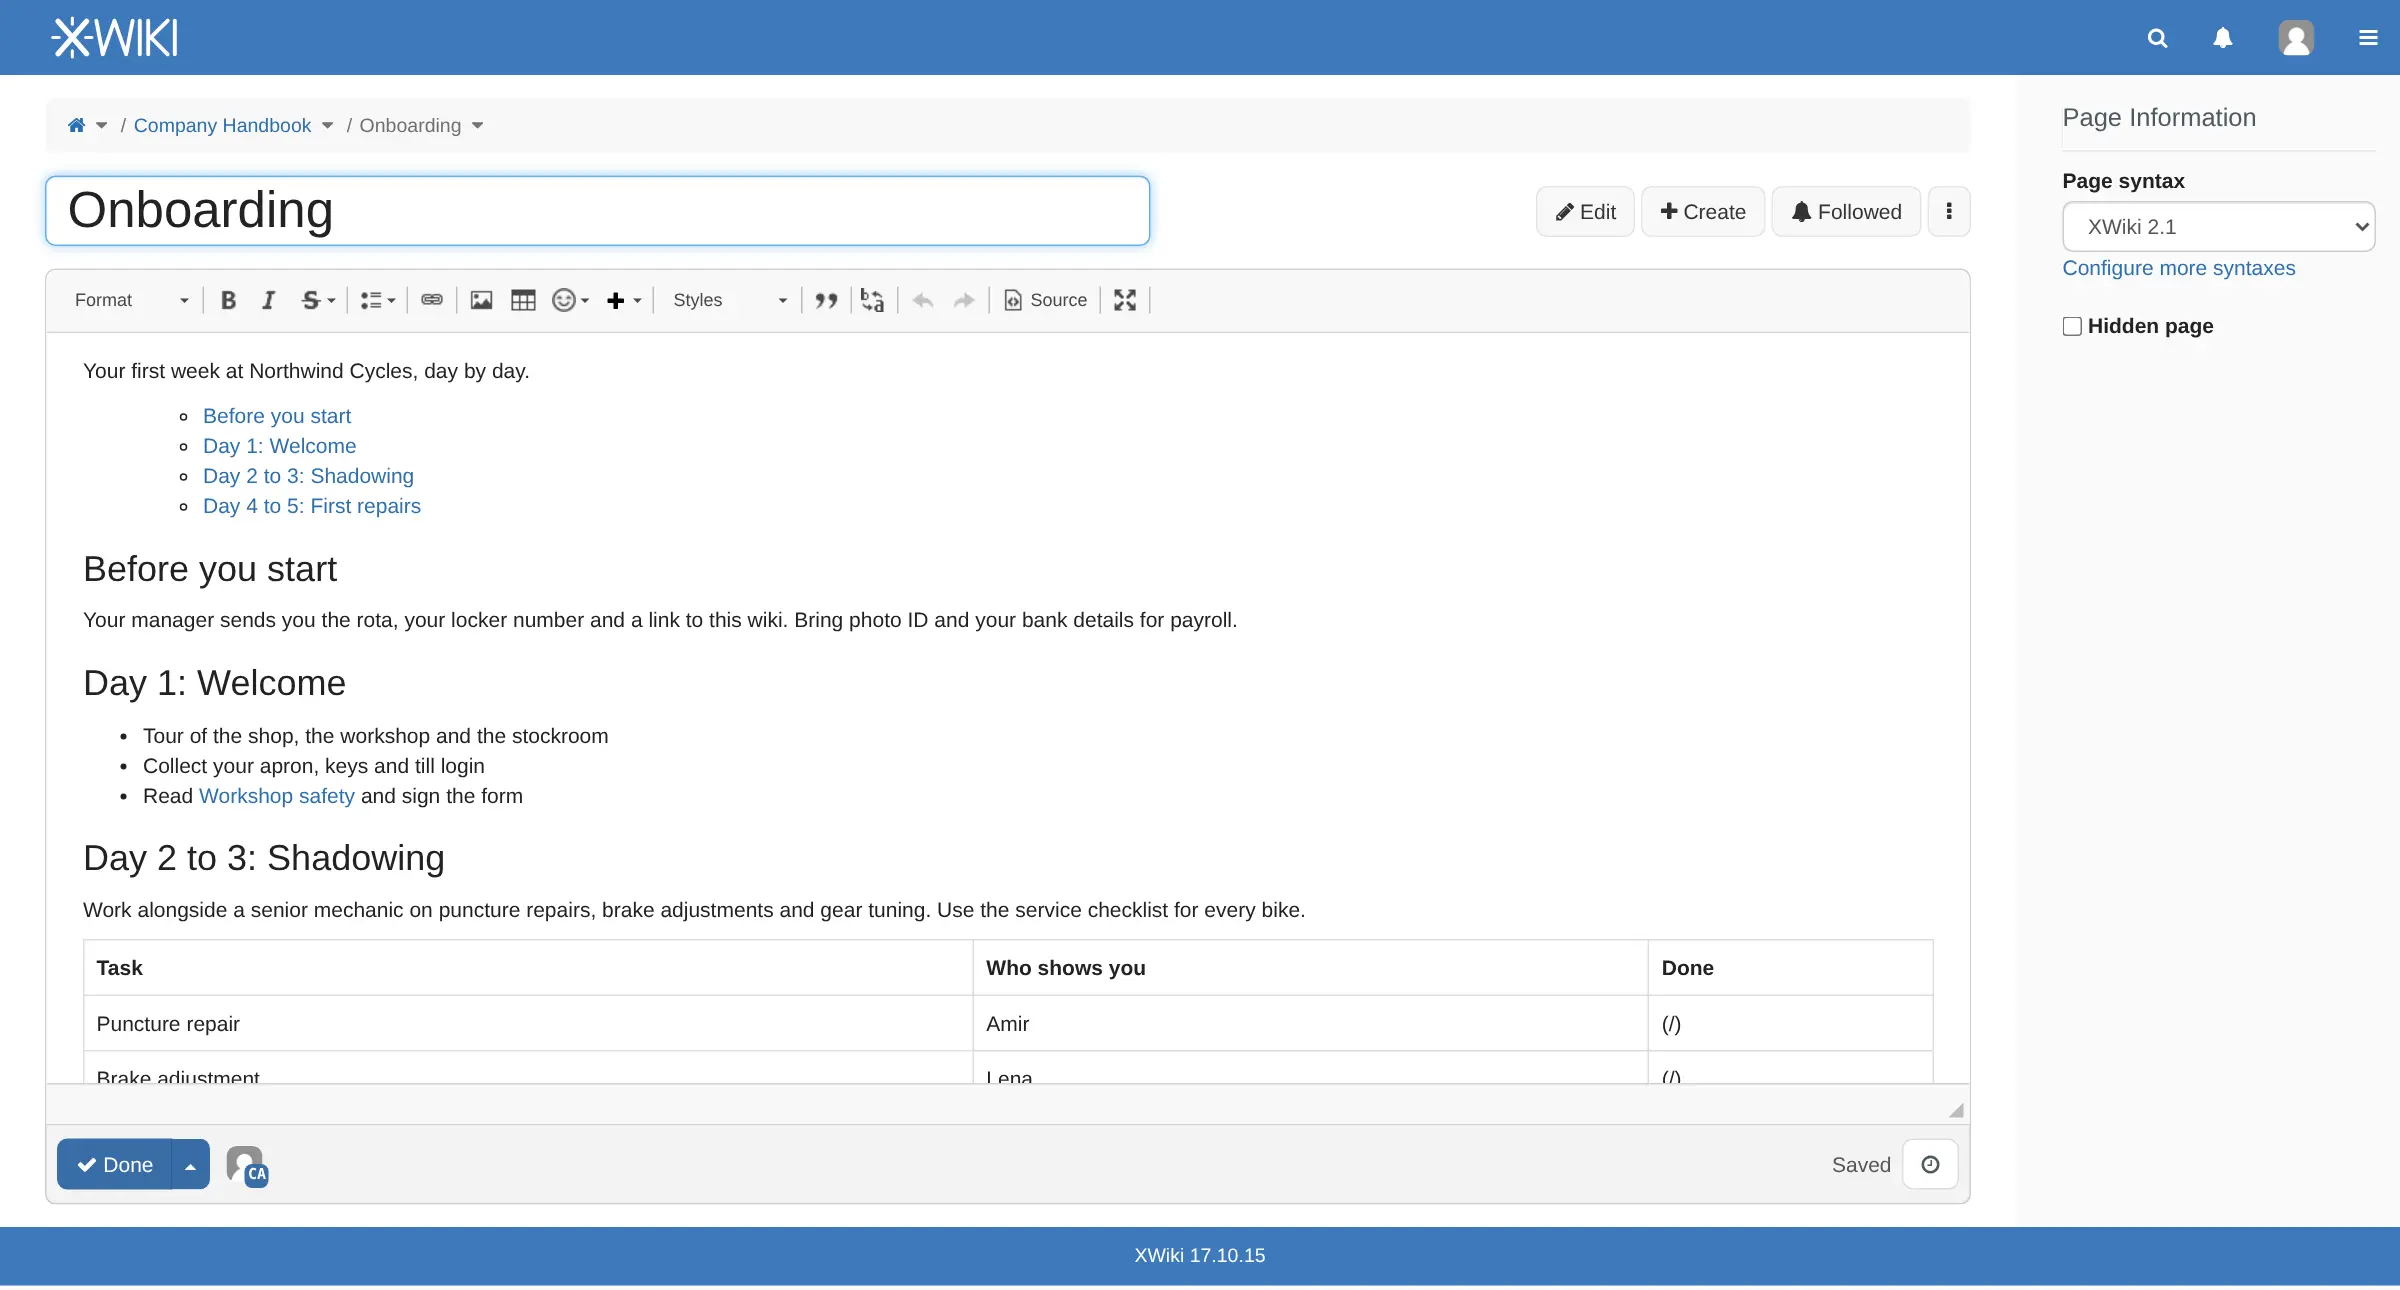 XWIKI
/ Company Handbook / Onboarding
Onboarding
Edit Create Followed
Format B I S Styles Source
Your first week at Northwind Cycles, day by day.
Before you start
Day 1: Welcome
Day 2 to 3: Shadowing
Day 4 to 5: First repairs
Before you start
Your manager sends you the rota, your locker number and a link to this wiki. Bring photo ID and your bank details for payroll.
Day 1: Welcome
• Tour of the shop, the workshop and the stockroom
• Collect your apron, keys and till login
• Read Workshop safety and sign the form
Day 2 to 3: Shadowing
Work alongside a senior mechanic on puncture repairs, brake adjustments and gear tuning. Use the service checklist for every bike.
Task Who shows you Done
Puncture repair Amir (/)
Brake adjustment Lena (/)
Done CA Saved
Page Information
Page syntax
XWiki 2.1
Configure more syntaxes
Hidden page
XWiki 17.10.15